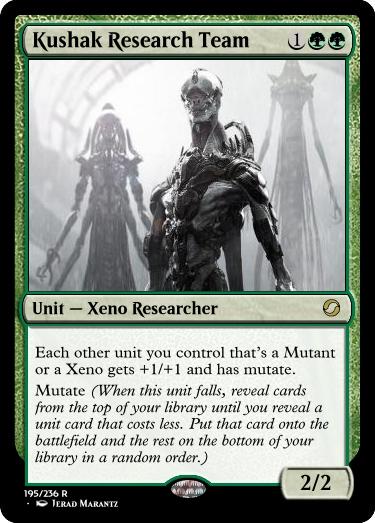 Kushak Research Team 1
Unit — Xeno Researcher
Each other unit you control that's a Mutant
or a Xeno gets +1/+1 and has mutate.
Mutate (When this unit falls, reveal cards
from the top of your library until you reveal a
unit card that costs less. Put that card onto the
battlefield and the rest on the bottom of your
library in a random order.)
2/2
195/236 R
· Jerad Marantz